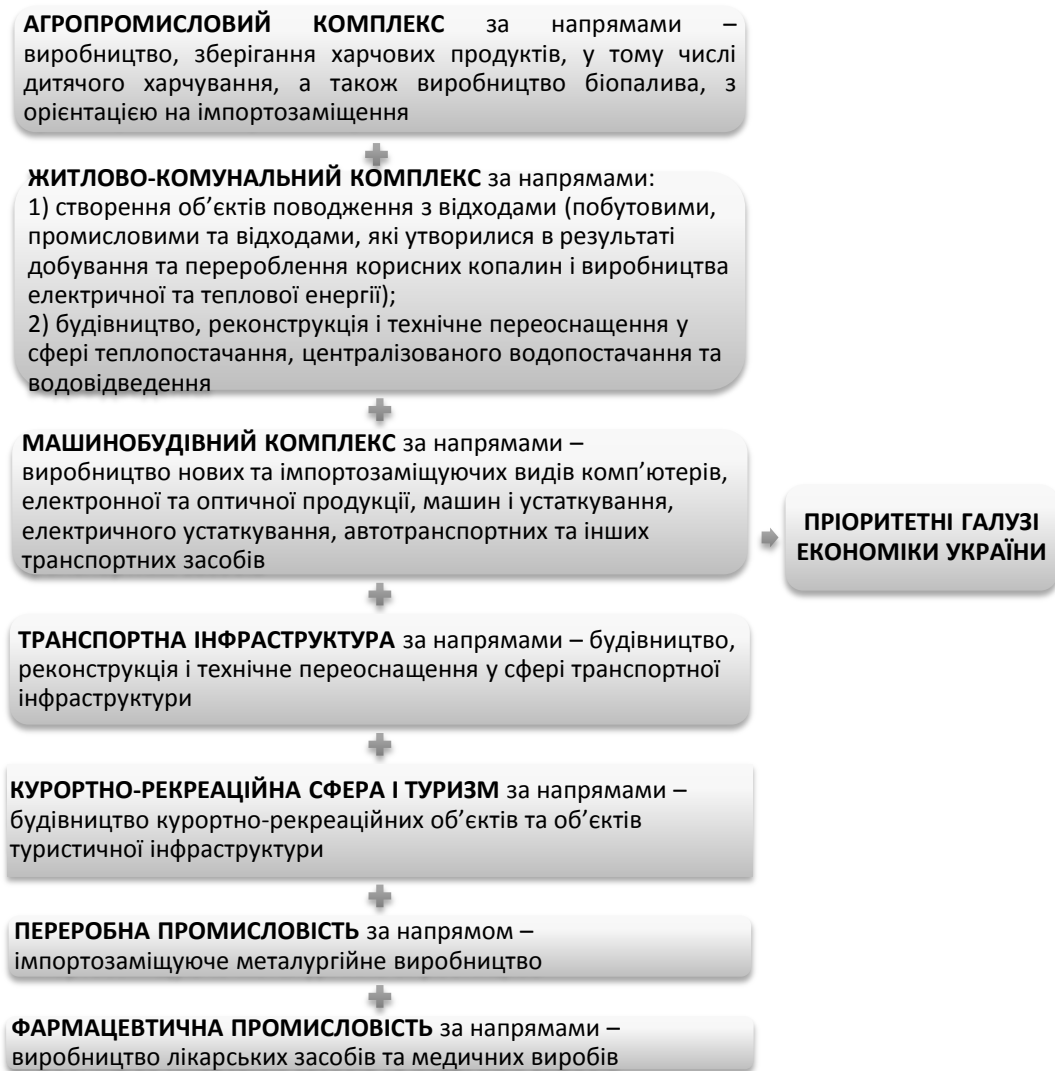 АГРОПРОМИСЛОВИЙ КОМПЛЕКС за напрямами –
виробництво, зберігання харчових продуктів, у тому числі
дитячого харчування, а також виробництво біопалива, з
орієнтацією на імпортозаміщення
ЖИТЛОВО-КОМУНАЛЬНИЙ КОМПЛЕКС за напрямами:
1) створення об’єктів поводження з відходами (побутовими,
промисловими та відходами, які утворилися в результаті
добування та перероблення корисних копалин і виробництва
електричної та теплової енергії);
2) будівництво, реконструкція і технічне переоснащення у
сфері теплопостачання, централізованого водопостачання та
водовідведення
МАШИНОБУДІВНИЙ КОМПЛЕКС за напрямами –
виробництво нових та імпортозаміщуючих видів комп’ютерів,
електронної та оптичної продукції, машин і устаткування,
електричного устаткування, автотранспортних та інших
транспортних засобів
ПРІОРИТЕТНІ ГАЛУЗІ
ЕКОНОМІКИ УКРАЇНИ
ТРАНСПОРТНА ІНФРАСТРУКТУРА за напрямами – будівництво,
реконструкція і технічне переоснащення у сфері транспортної
інфраструктури
КУРОРТНО-РЕКРЕАЦІЙНА СФЕРА І ТУРИЗМ за напрямами –
будівництво курортно-рекреаційних об’єктів та об’єктів
туристичної інфраструктури
ПЕРЕРОБНА ПРОМИСЛОВІСТЬ за напрямом –
імпортозаміщуюче металургійне виробництво
ФАРМАЦЕВТИЧНА ПРОМИСЛОВІСТЬ за напрямами –
виробництво лікарських засобів та медичних виробів